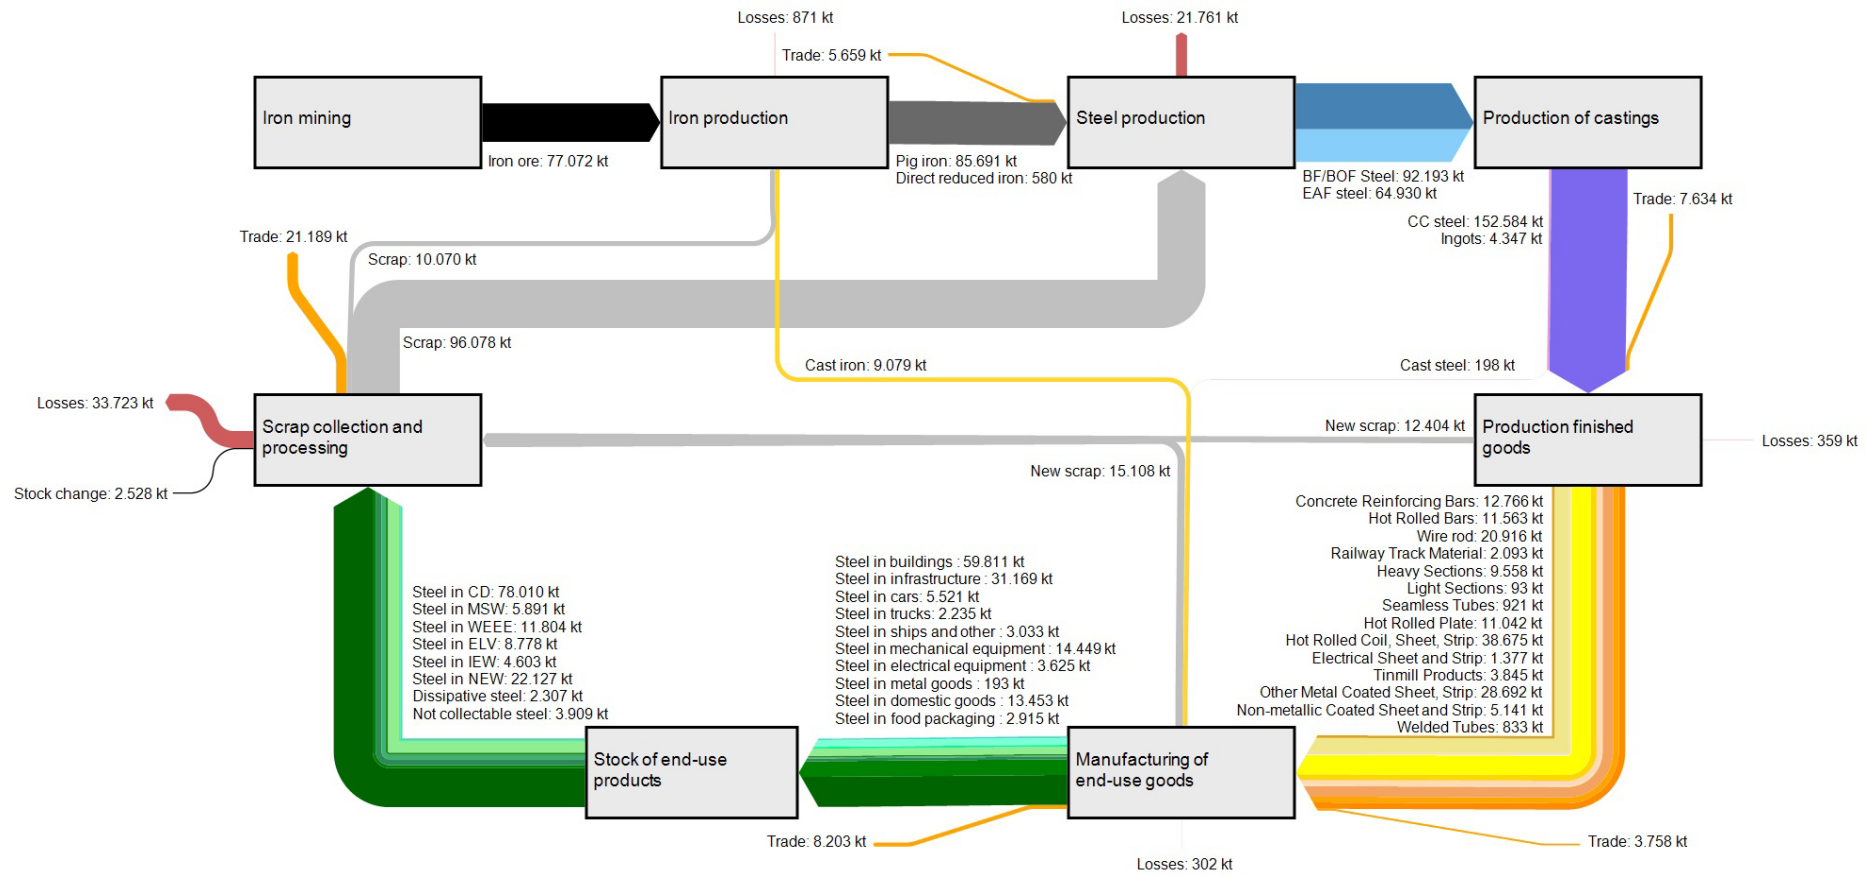 Losses: 871 kt
Losses: 21.761 kt
Trade: 5.659 kt
Iron mining
Iron production
Steel production
Production of castings
Iron ore: 77.072 kt
Pig iron: 85.691 kt
Direct reduced iron: 580 kt
BF/BOF Steel: 92.193 kt
EAF steel: 64.930 kt
Trade: 7.634 kt
CC steel: 152.584 kt
Ingots: 4.347 kt
Trade: 21.189 kt
Scrap: 10.070 kt
Scrap: 96.078 kt
Cast iron: 9.079 kt
Cast steel: 198 kt
Losses: 33.723 kt
Scrap collection and
processing
New scrap: 12.404 kt
Production finished
goods
Losses: 359 kt
New scrap: 15.108 kt
Stock change: 2.528 kt
Concrete Reinforcing Bars: 12.766 kt
Hot Rolled Bars: 11.563 kt
Wire rod: 20.916 kt
Railway Track Material: 2.093 kt
Heavy Sections: 9.558 kt
Light Sections: 93 kt
Seamless Tubes: 921 kt
Hot Rolled Plate: 11.042 kt
Hot Rolled Coil, Sheet, Strip: 38.675 kt
Electrical Sheet and Strip: 1.377 kt
Tinmill Products: 3.845 kt
Other Metal Coated Sheet, Strip: 28.692 kt
Non-metallic Coated Sheet and Strip: 5.141 kt
Welded Tubes: 833 kt
Steel in buildings : 59.811 kt
Steel in infrastructure : 31.169 kt
Steel in cars: 5.521 kt
Steel in trucks: 2.235 kt
Steel in ships and other : 3.033 kt
Steel in mechanical equipment : 14.449 kt
Steel in electrical equipment : 3.625 kt
Steel in metal goods : 193 kt
Steel in domestic goods : 13.453 kt
Steel in food packaging : 2.915 kt
Steel in CD: 78.010 kt
Steel in MSW: 5.891 kt
Steel in WEEE: 11.804 kt
Steel in ELV: 8.778 kt
Steel in IEW: 4.603 kt
Steel in NEW: 22.127 kt
Dissipative steel: 2.307 kt
Not collectable steel: 3.909 kt
Stock of end-use
products
Manufacturing of
end-use goods
Trade: 8.203 kt
Trade: 3.758 kt
Losses: 302 kt